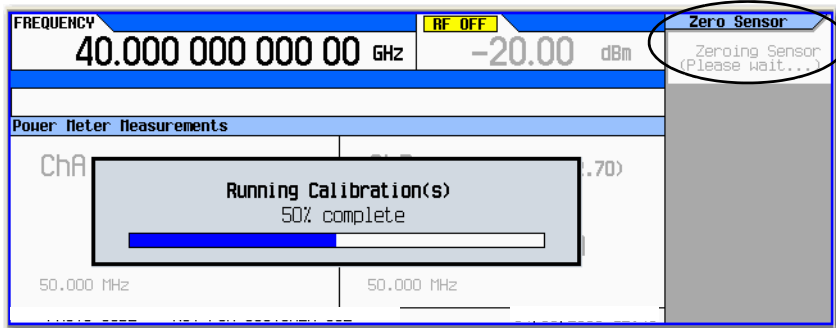 FREQUENCY
40.000 000 000 00 GHz
RF OFF
-20.00 dBm
Zero Sensor
Zeroing Sensor
(Please wait...)
Power Meter Measurements
ChA
.70)
Running Calibration(s)
50% complete
50.000 MHz
50.000 MHz